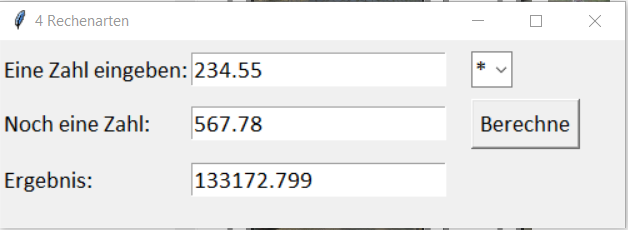 4 Rechenarten
Eine Zahl eingeben: 234.55 *
Noch eine Zahl: 567.78 Berechne
Ergebnis: 133172.799